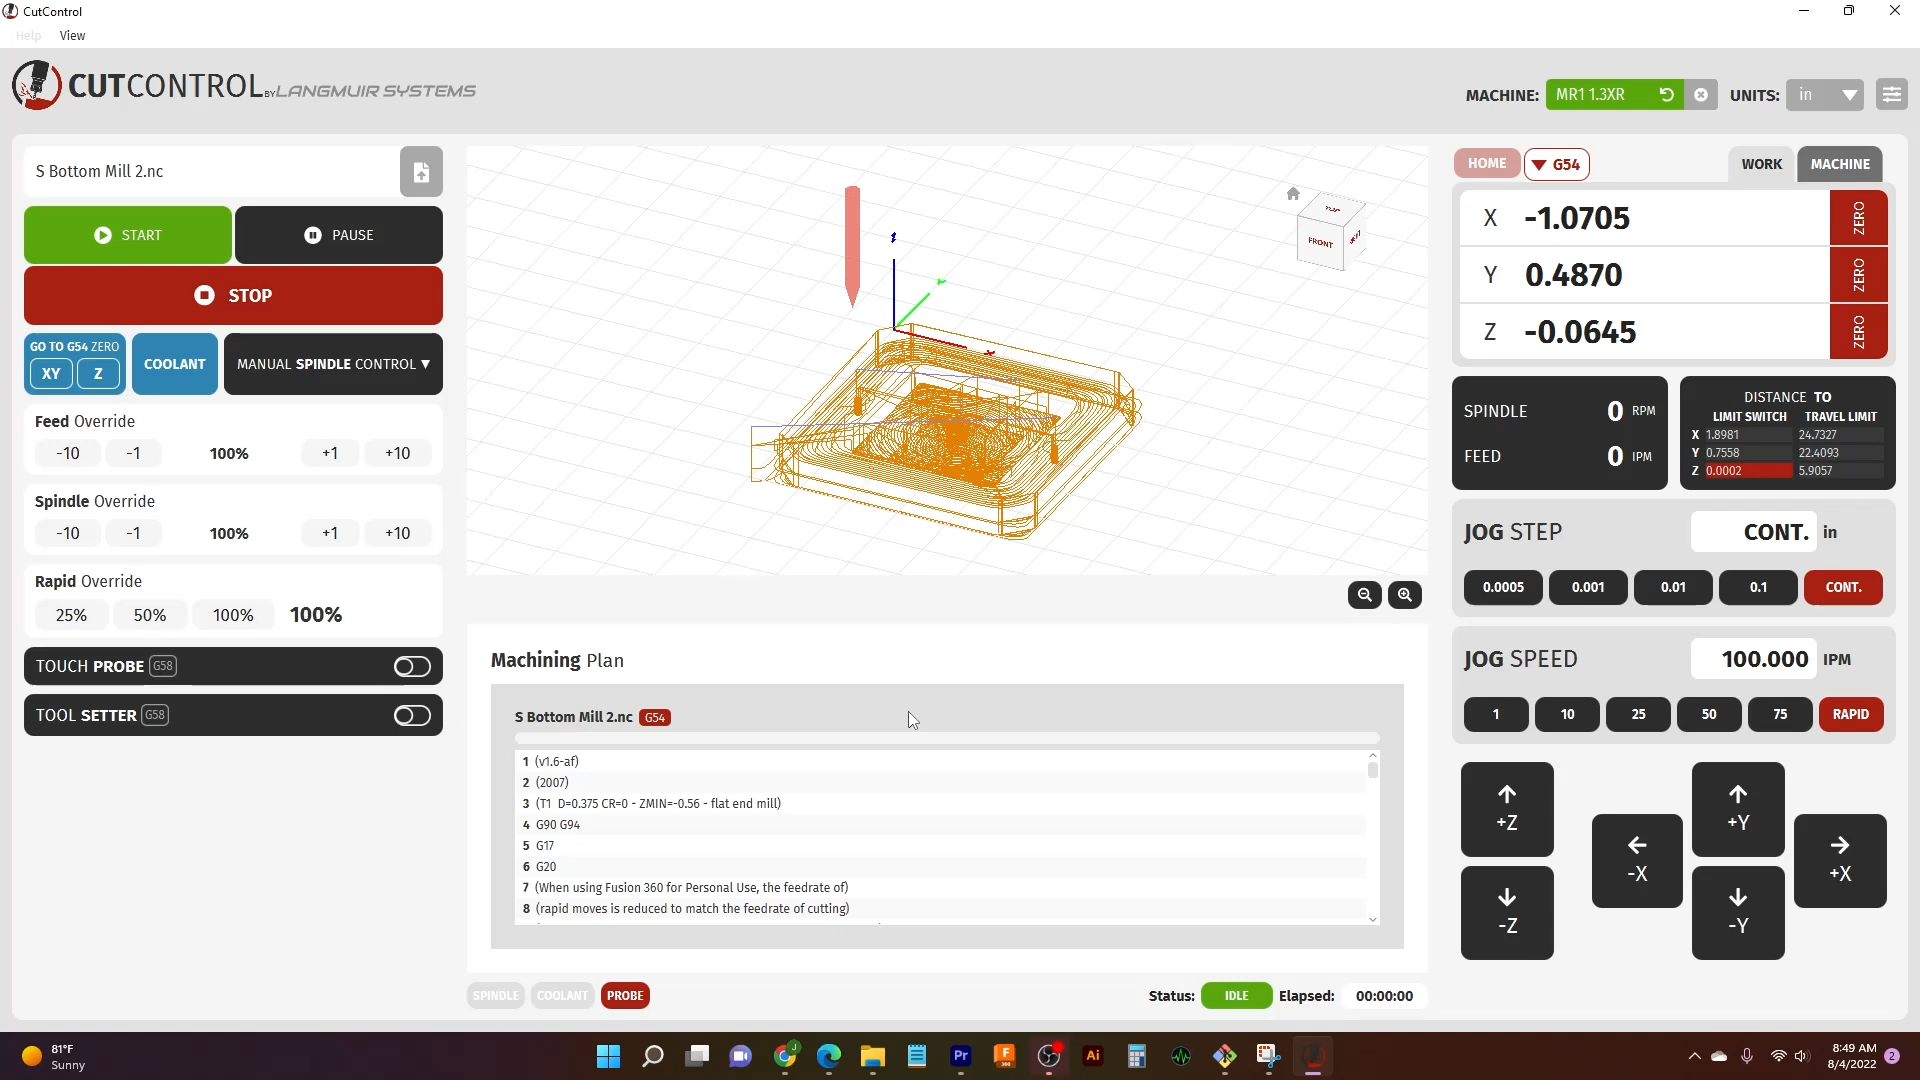 CutControl
Help View
CUTCONTROL BY LANGMUIR SYSTEMS
MACHINE: MR1 1.3XR UNITS: in
S Bottom Mill 2.nc
START
PAUSE
STOP
GO TO G54 ZERO
XY Z
COOLANT
MANUAL SPINDLE CONTROL ▼
Feed Override
-10 -1 100% +1 +10
Spindle Override
-10 -1 100% +1 +10
Rapid Override
25% 50% 100% 100%
TOUCH PROBE G58
TOOL SETTER G58
TOP
FRONT
Machining Plan
S Bottom Mill 2.nc G54
1 (v1.6-af)
2 (2007)
3 (T1 D=0.375 CR=0 - ZMIN=-0.56 - flat end mill)
4 G90 G94
5 G17
6 G20
7 (When using Fusion 360 for Personal Use, the feedrate of)
8 (rapid moves is reduced to match the feedrate of cutting)
SPINDLE COOLANT PROBE
Status: IDLE Elapsed: 00:00:00
HOME G54 WORK MACHINE
X -1.0705 ZERO
Y 0.4870 ZERO
Z -0.0645 ZERO
SPINDLE 0 RPM
FEED 0 IPM
DISTANCE TO
LIMIT SWITCH TRAVEL LIMIT
X 1.8981 24.7327
Y 0.7558 22.4093
Z 0.0002 5.9057
JOG STEP CONT. in
0.0005 0.001 0.01 0.1 CONT.
JOG SPEED 100.000 IPM
1 10 25 50 75 RAPID
+Z
+Y
-X
+X
-Z
-Y
81°F
Sunny
Pr
F
360
Ai
8:49 AM
8/4/2022
2